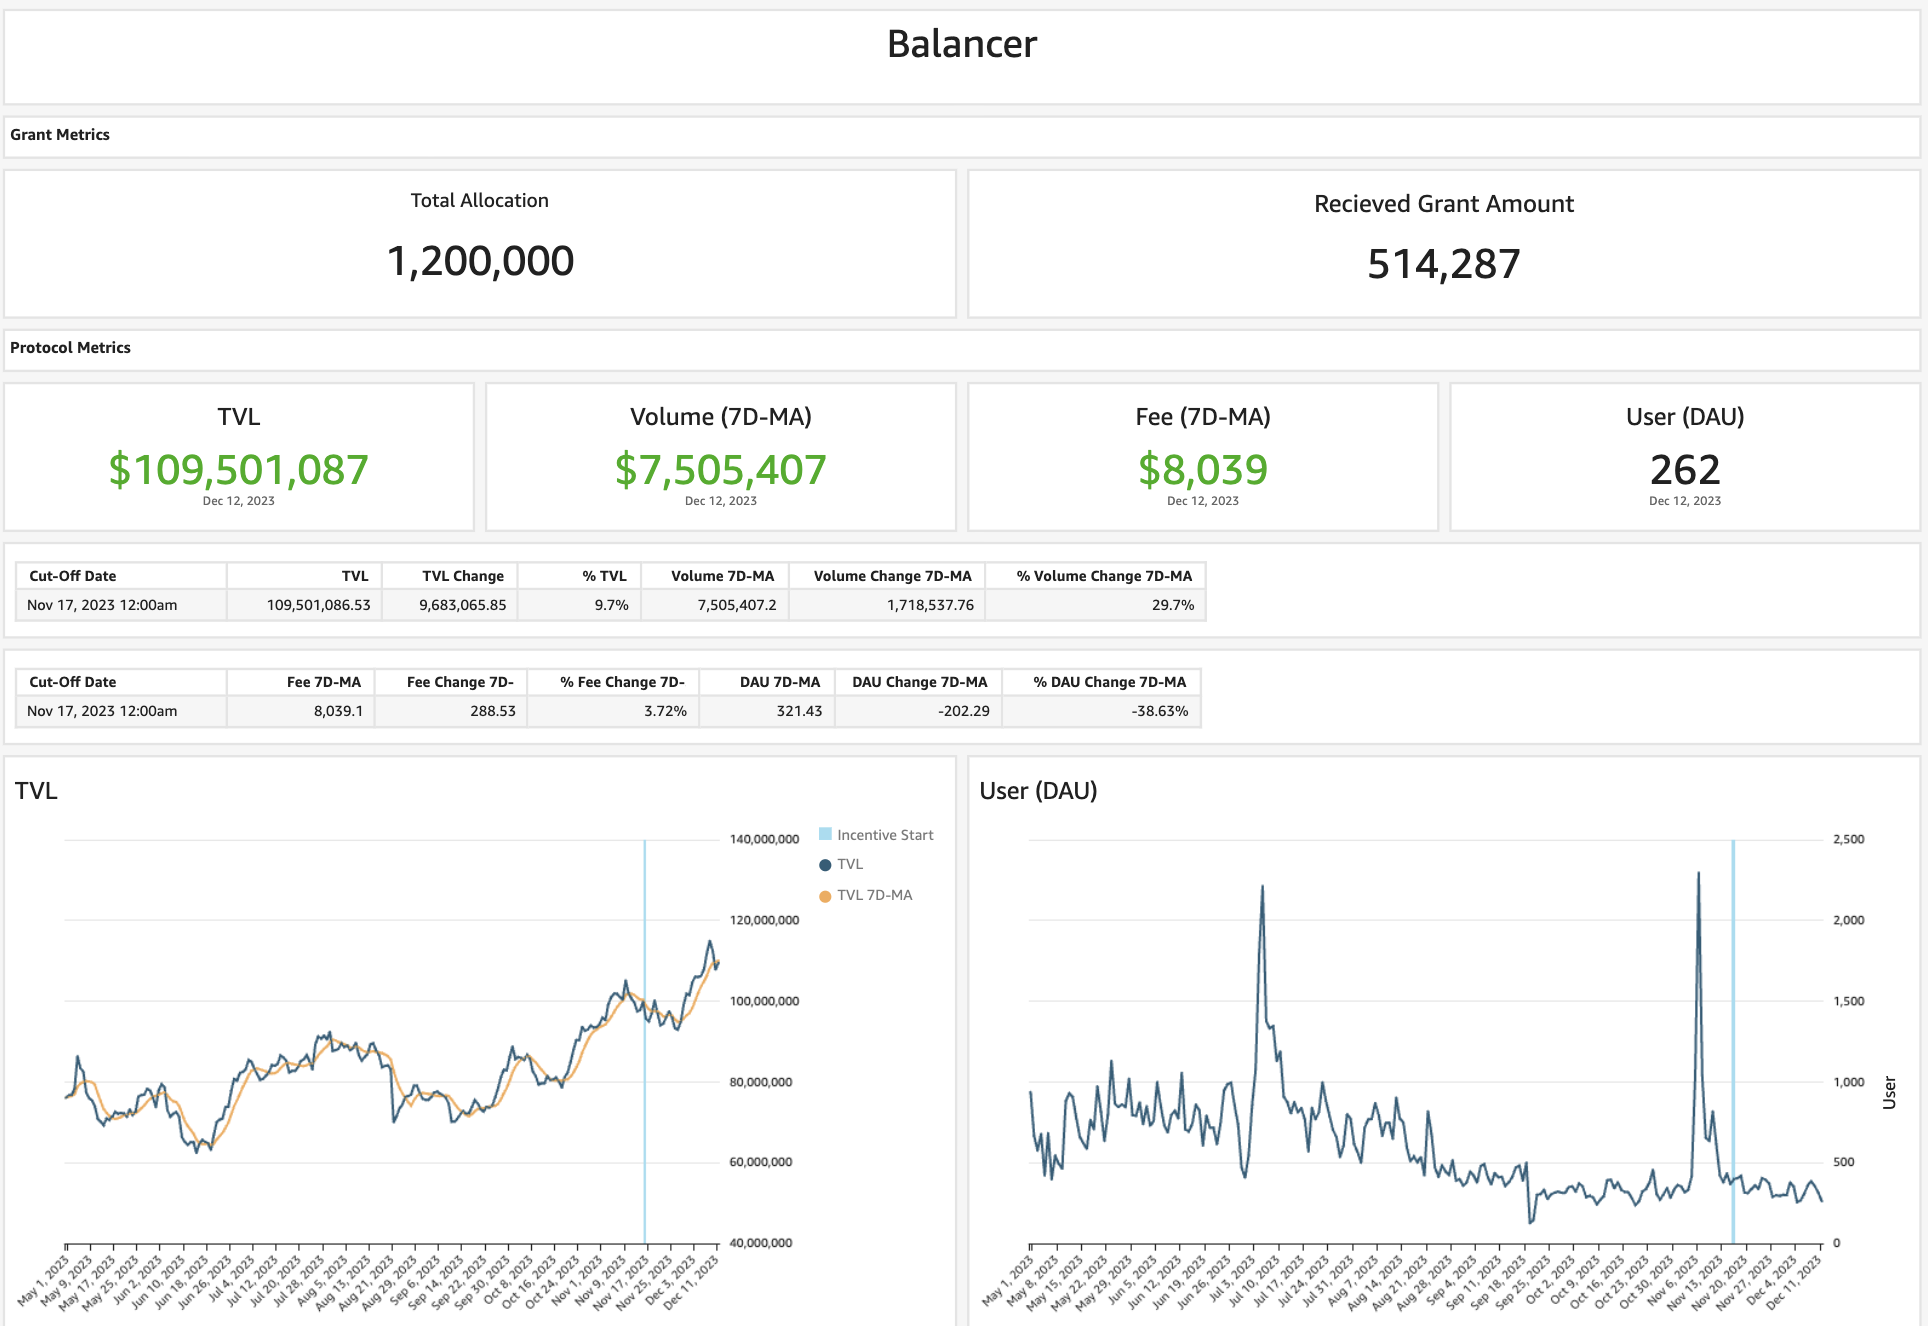 Balancer
Grant Metrics
Total Allocation
1,200,000
Recieved Grant Amount
514,287
Protocol Metrics
TVL
$109,501,087
Dec 12, 2023
Volume (7D-MA)
$7,505,407
Dec 12, 2023
Fee (7D-MA)
$8,039
Dec 12, 2023
User (DAU)
262
Dec 12, 2023
Cut-Off Date TVL TVL Change % TVL Volume 7D-MA Volume Change 7D-MA % Volume Change 7D-MA
Nov 17, 2023 12:00am 109,501,086.53 9,683,065.85 9.7% 7,505,407.2 1,718,537.76 29.7%
Cut-Off Date Fee 7D-MA Fee Change 7D- % Fee Change 7D- DAU 7D-MA DAU Change 7D-MA % DAU Change 7D-MA
Nov 17, 2023 12:00am 8,039.1 288.53 3.72% 321.43 -202.29 -38.63%
TVL
140,000,000
120,000,000
100,000,000
80,000,000
60,000,000
40,000,000
Incentive Start
TVL
TVL 7D-MA
May 1, 2023
May 9, 2023
May 17, 2023
May 25, 2023
Jun 2, 2023
Jun 10, 2023
Jun 18, 2023
Jun 26, 2023
Jul 4, 2023
Jul 12, 2023
Jul 20, 2023
Jul 28, 2023
Aug 5, 2023
Aug 13, 2023
Aug 21, 2023
Aug 29, 2023
Sep 6, 2023
Sep 14, 2023
Sep 22, 2023
Sep 30, 2023
Oct 8, 2023
Oct 16, 2023
Oct 24, 2023
Nov 1, 2023
Nov 9, 2023
Nov 17, 2023
Nov 25, 2023
Dec 3, 2023
Dec 11, 2023
User (DAU)
2,500
2,000
1,500
1,000
500
0
User
May 1, 2023
May 8, 2023
May 15, 2023
May 22, 2023
May 29, 2023
Jun 5, 2023
Jun 12, 2023
Jun 19, 2023
Jun 26, 2023
Jul 3, 2023
Jul 10, 2023
Jul 17, 2023
Jul 24, 2023
Jul 31, 2023
Aug 7, 2023
Aug 14, 2023
Aug 21, 2023
Aug 28, 2023
Sep 4, 2023
Sep 11, 2023
Sep 18, 2023
Sep 25, 2023
Oct 2, 2023
Oct 9, 2023
Oct 16, 2023
Oct 23, 2023
Oct 30, 2023
Nov 6, 2023
Nov 13, 2023
Nov 20, 2023
Nov 27, 2023
Dec 4, 2023
Dec 11, 2023